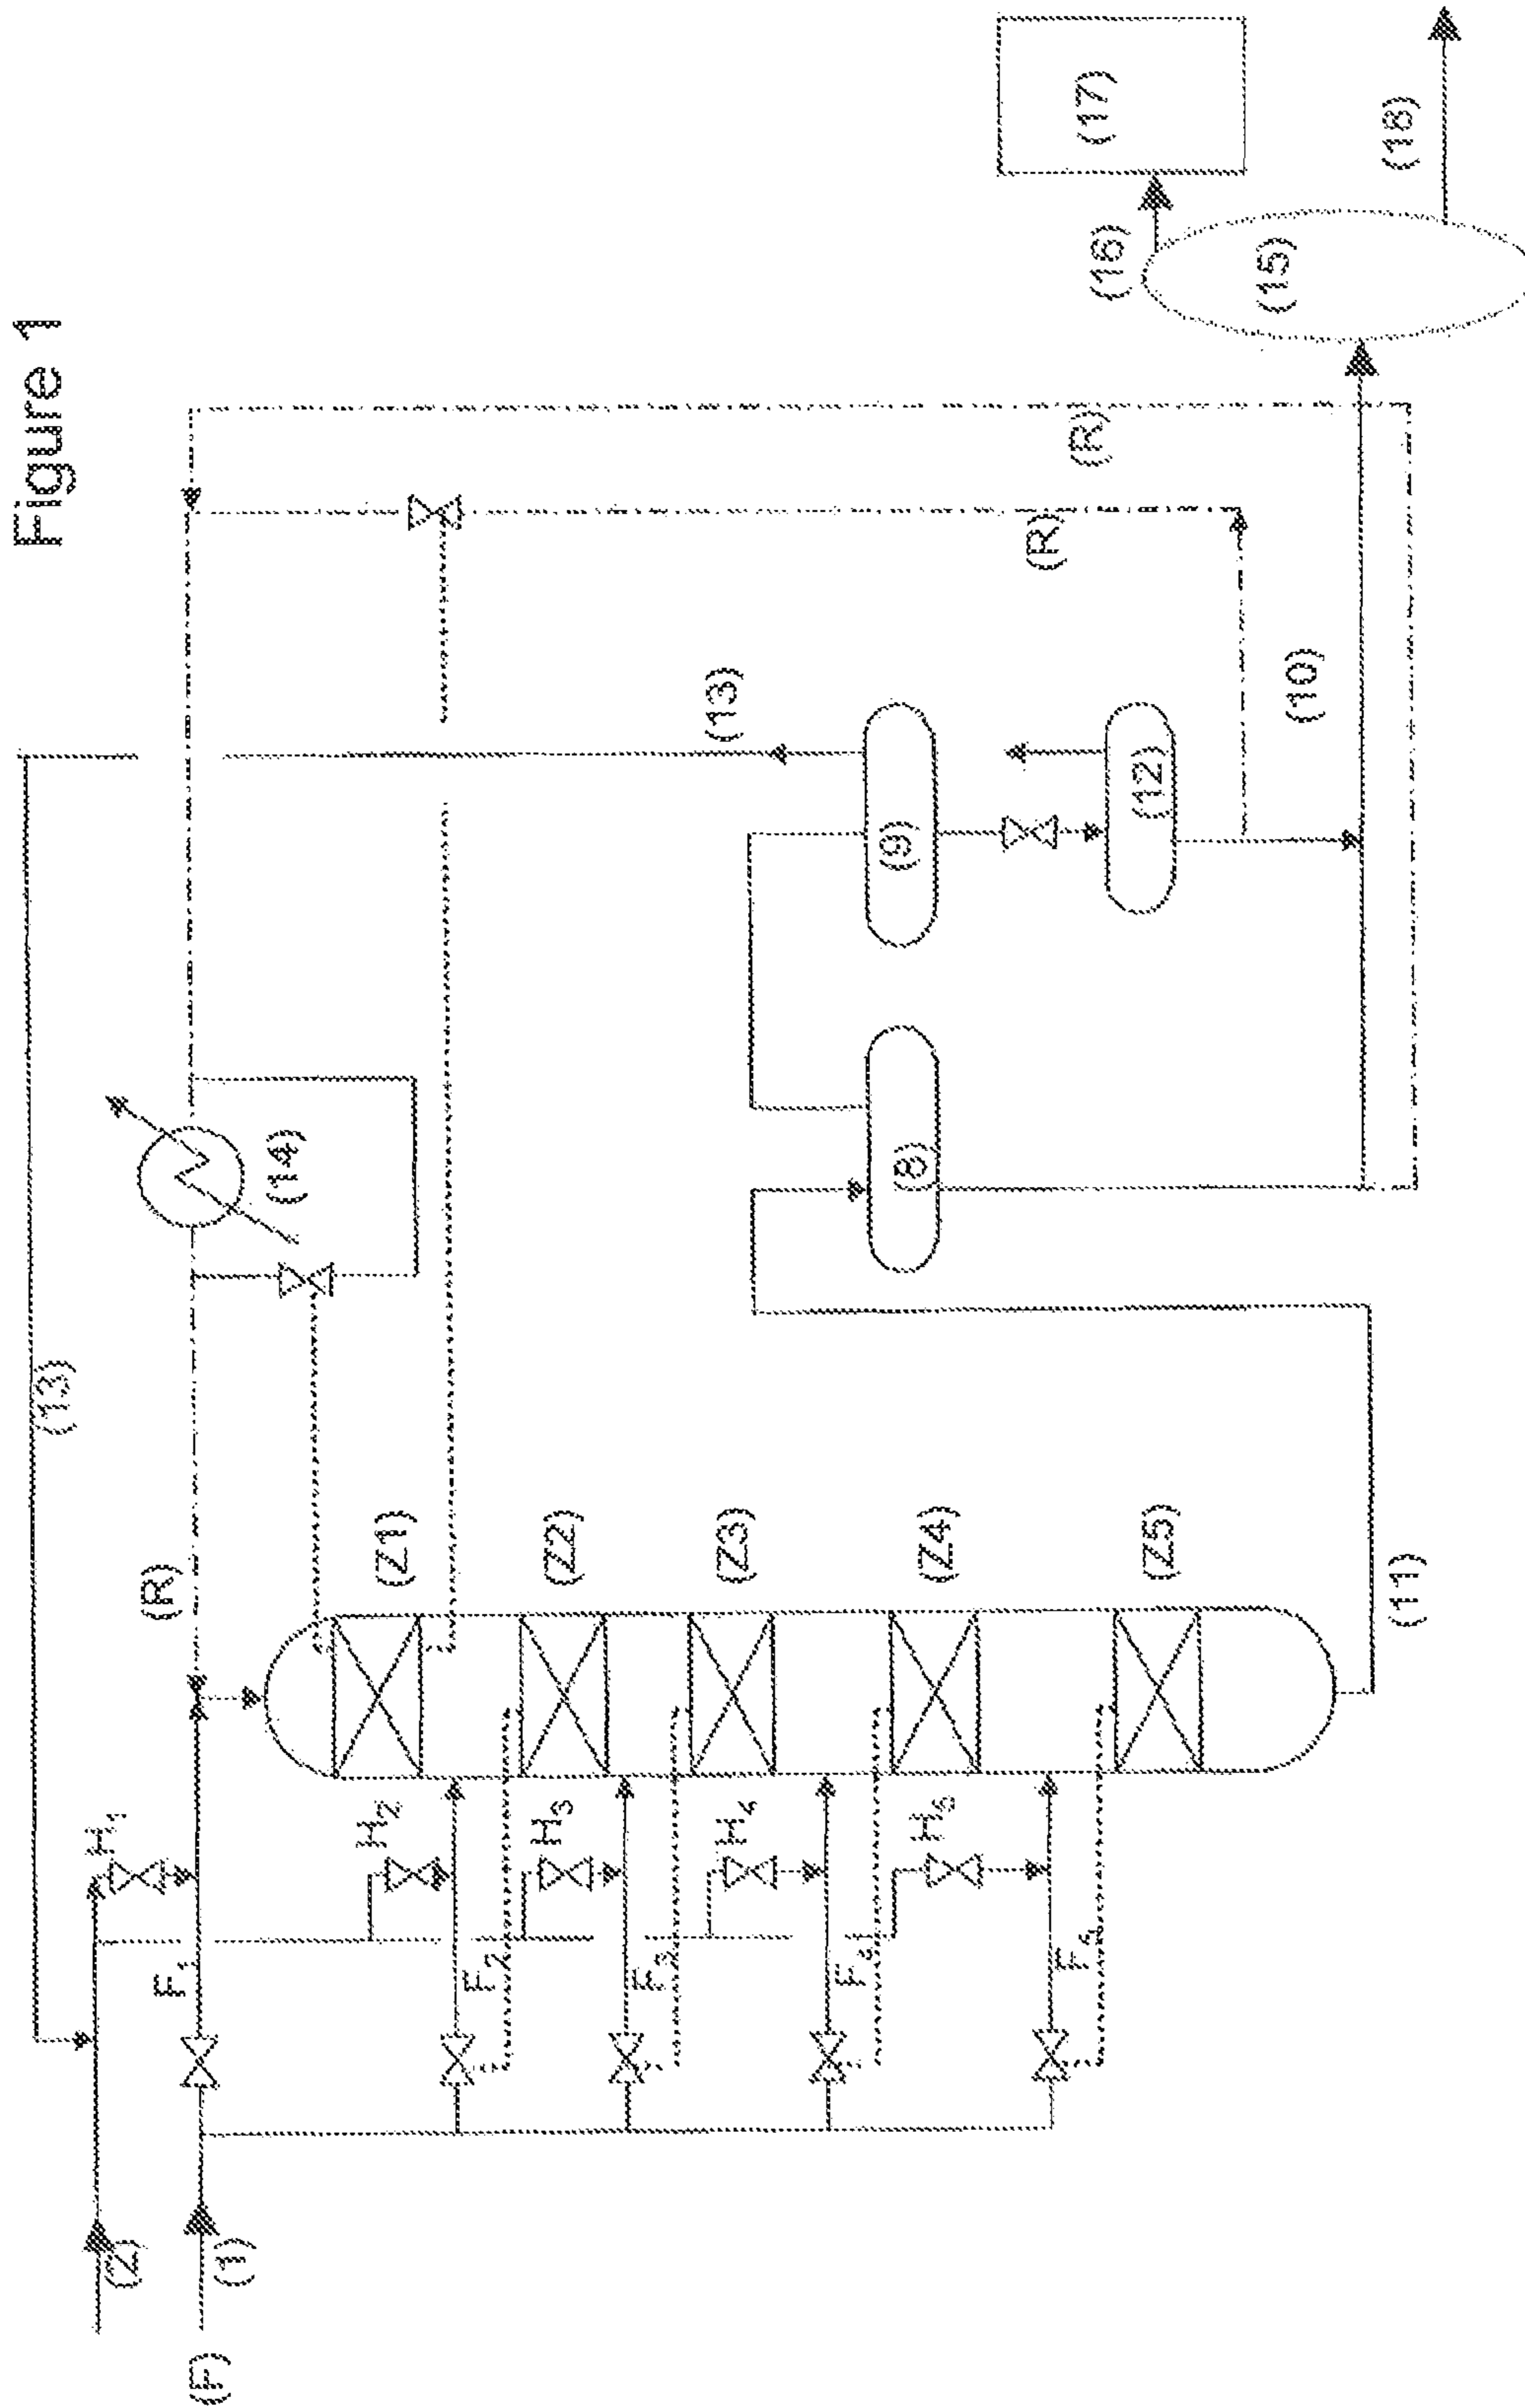 Figure 1
(13)
(R)
(14)
(13)
(R)
(R)
(17)
(16)
(15)
(18)
(10)
(9)
(12)
(8)
(11)
(Z1)
(Z2)
(Z3)
(Z4)
(Z5)
H1
H2
H3
H4
H5
F1
F2
F3
F4
(2)
(1)
(F)